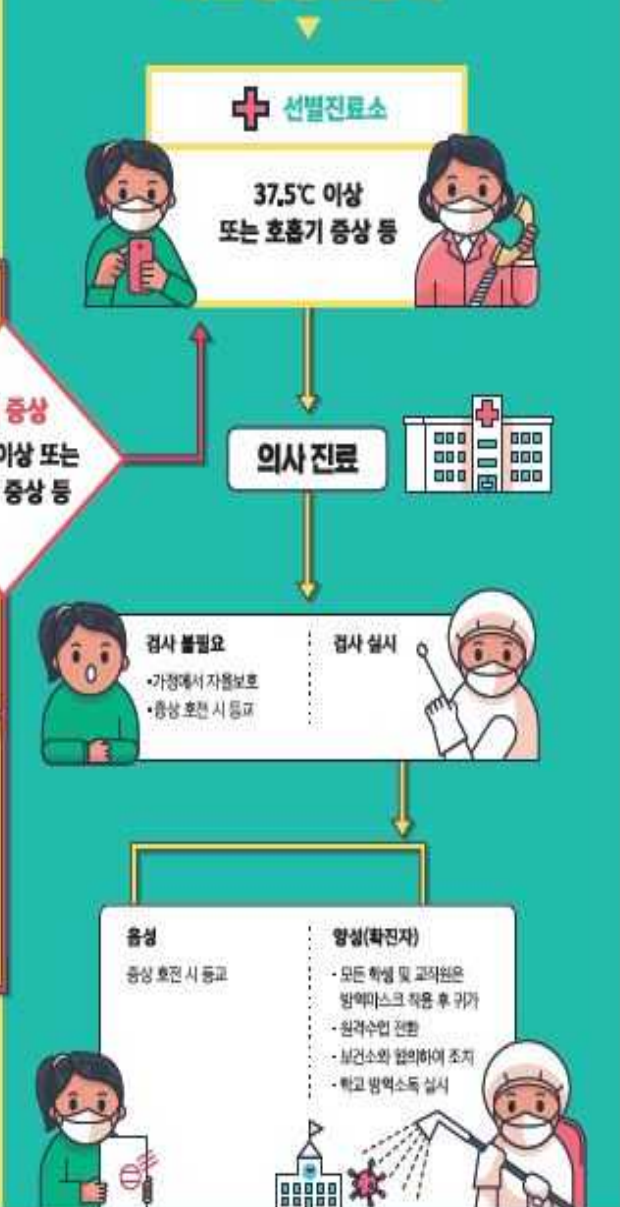 선별진료소
37.5℃ 이상
또는 호흡기 증상 등
증상
이상 또는
증상 등
의사 진료
검사 불필요
•가정에서 자율보호
•증상 호전 시 등교
검사 실시
음성
증상 호전 시 등교
양성(확진자)
- 모든 학생 및 교직원은
방역마스크 착용 후 귀가
- 원격수업 전환
- 보건소와 협의하여 조치
- 학교 방역소독 실시